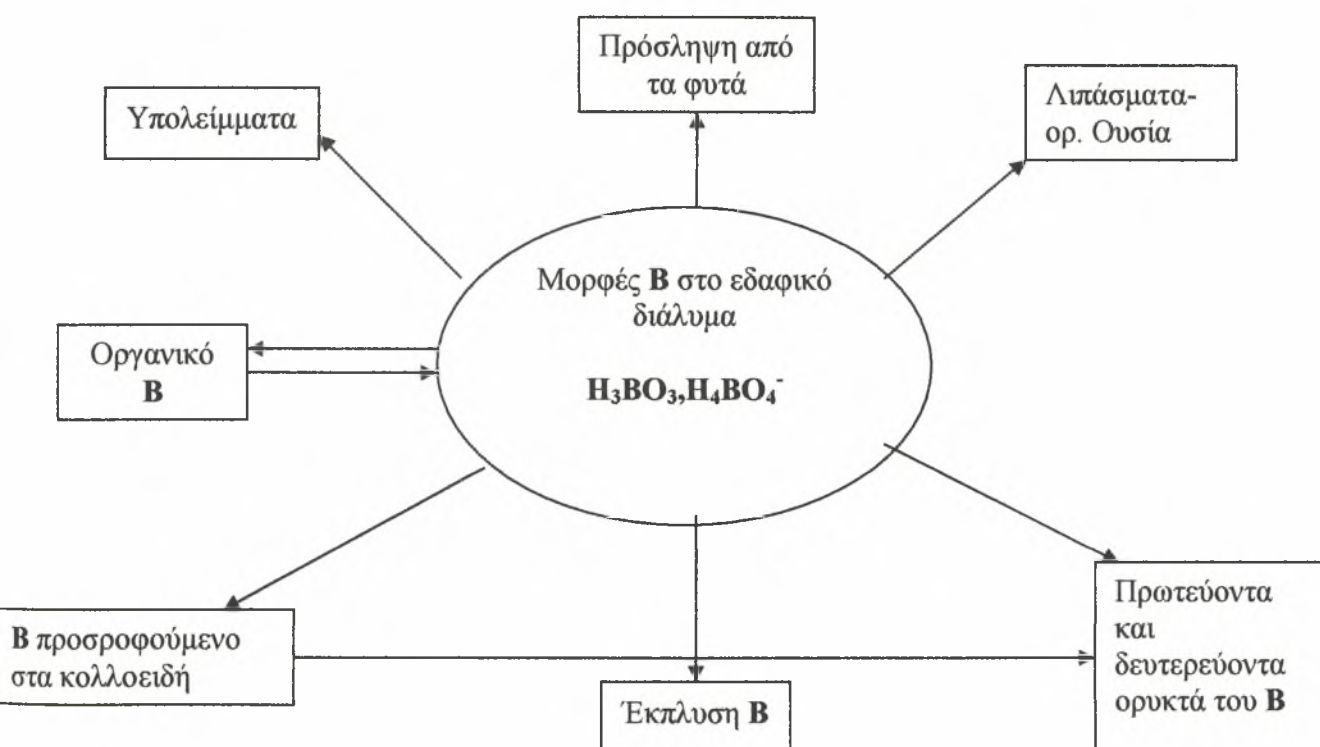 Πρόσληψη από
τα φυτά
Υπολείμματα
Λιπάσματα-
ορ. Ουσία
Μορφές B στο εδαφικό
διάλυμα
H₃BO₃,H₄BO₄⁻
Οργανικό
B
B προσροφούμενο
στα κολλοειδή
Έκπλυση B
Πρωτεύοντα
και
δευτερεύοντα
ορυκτά του B